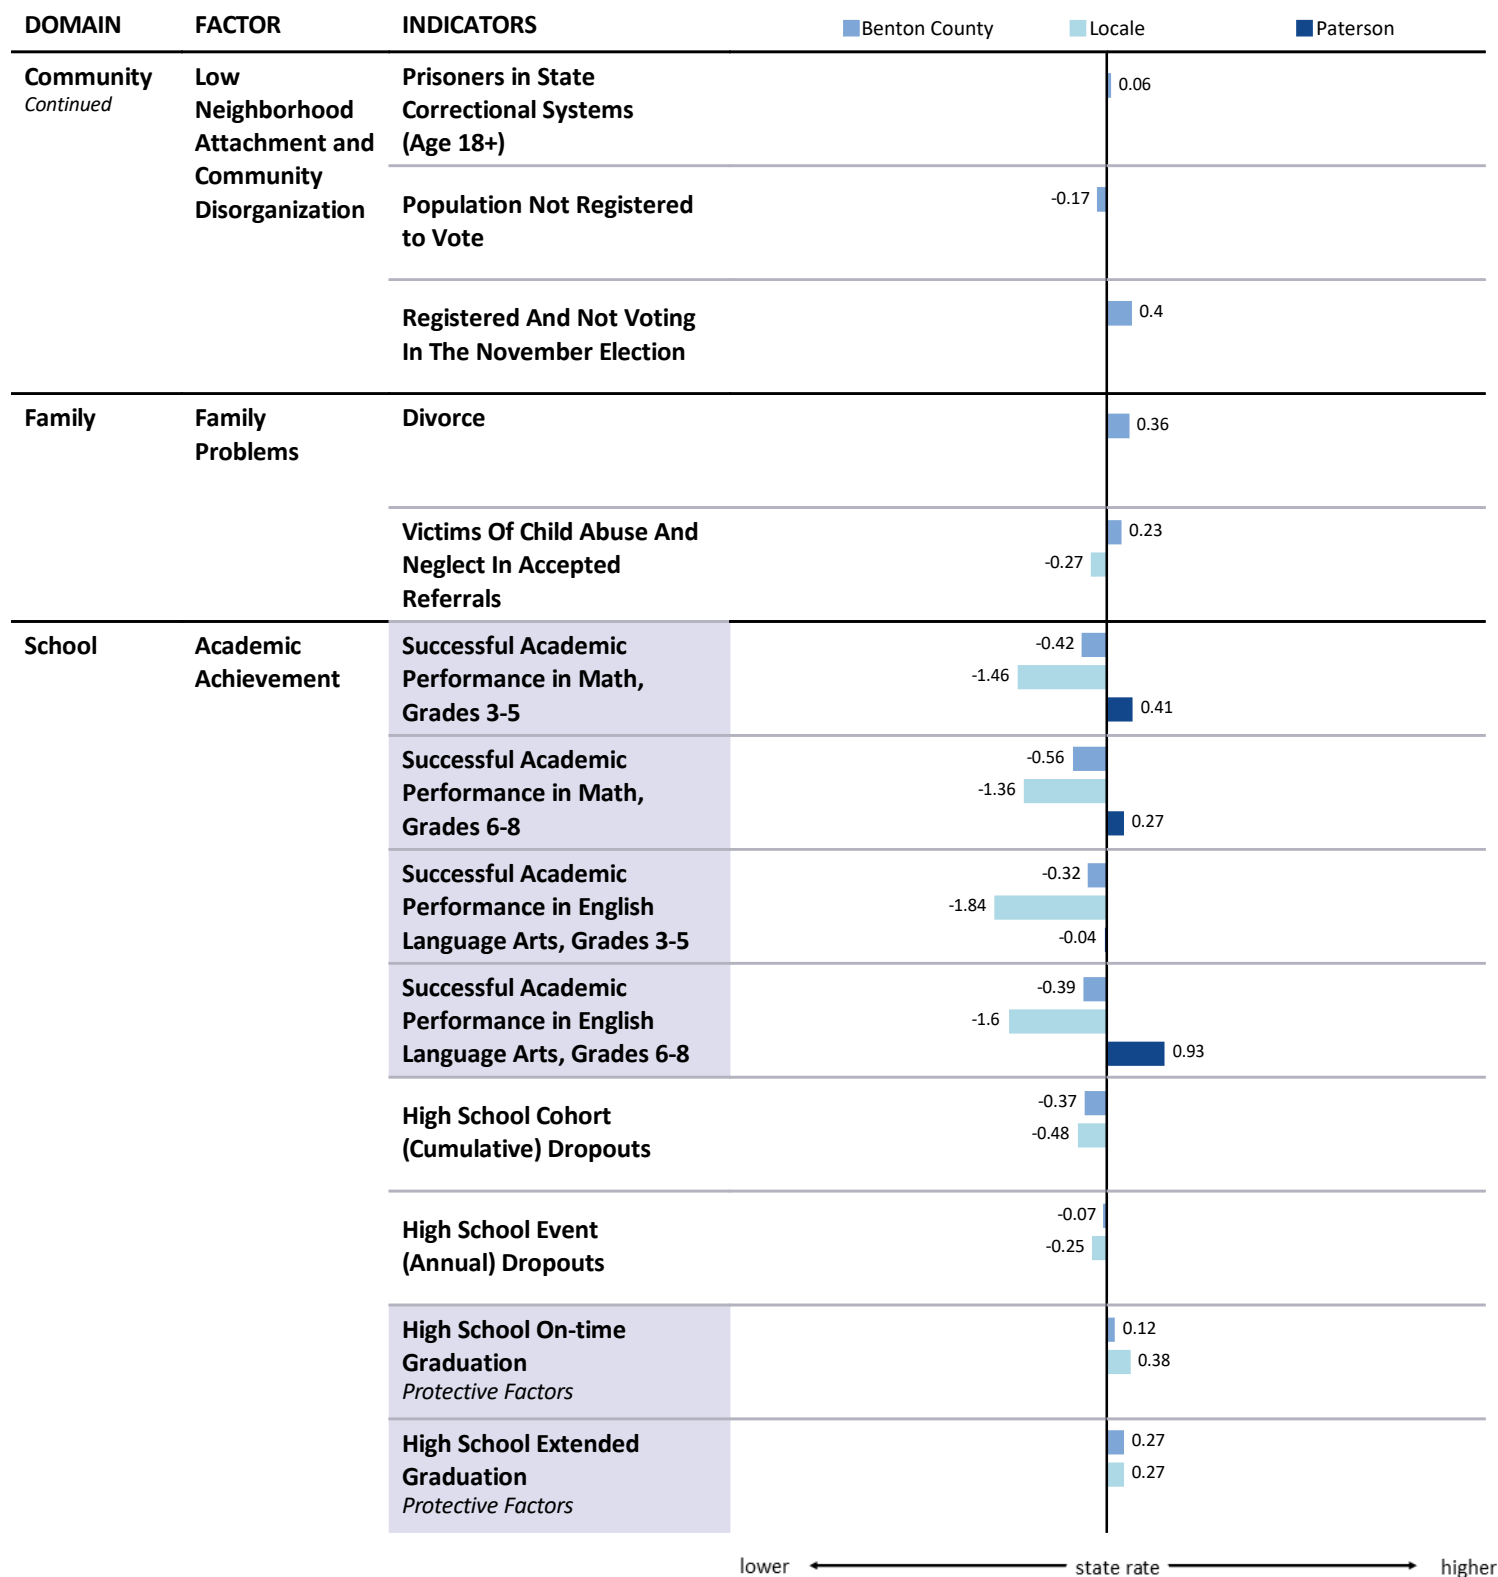 DOMAIN FACTOR INDICATORS Benton County Locale Paterson
Community
Continued
Low
Neighborhood
Attachment and
Community
Disorganization
Prisoners in State
Correctional Systems
(Age 18+)
0.06
Population Not Registered
to Vote
-0.17
Registered And Not Voting
In The November Election
0.4
Family
Family
Problems
Divorce
0.36
Victims Of Child Abuse And
Neglect In Accepted
Referrals
0.23
-0.27
School
Academic
Achievement
Successful Academic
Performance in Math,
Grades 3-5
-0.42
-1.46
0.41
Successful Academic
Performance in Math,
Grades 6-8
-0.56
-1.36
0.27
Successful Academic
Performance in English
Language Arts, Grades 3-5
-0.32
-1.84
-0.04
Successful Academic
Performance in English
Language Arts, Grades 6-8
-0.39
-1.6
0.93
High School Cohort
(Cumulative) Dropouts
-0.37
-0.48
High School Event
(Annual) Dropouts
-0.07
-0.25
High School On-time
Graduation
Protective Factors
0.12
0.38
High School Extended
Graduation
Protective Factors
0.27
0.27
lower state rate higher